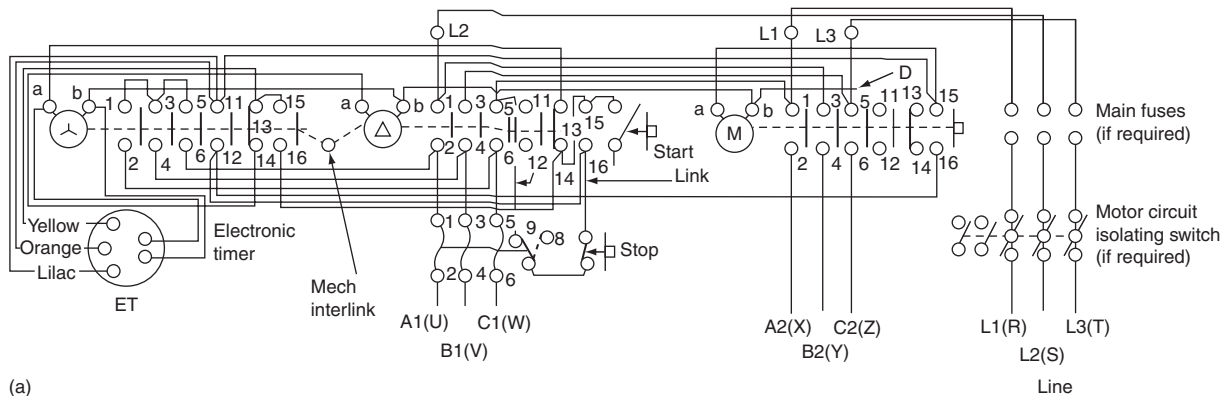 L2
L1 L3
D
a b 1 3 5 11 13 15
a b 1 3 5 11 13 15
a b 1 3 5 11 13 15
Main fuses
(if required)
△
M
Start
2 4 6 12 14 16
2 4 6 12 14 16
2 4 6 12 14 16
Link
Yellow
Orange
Lilac
Electronic
timer
ET
Mech
interlink
1 3 5 9 8
Stop
2 4 6
Motor circuit
isolating switch
(if required)
A1(U) C1(W)
B1(V)
A2(X) C2(Z)
B2(Y)
L1(R) L3(T)
L2(S)
Line
(a)